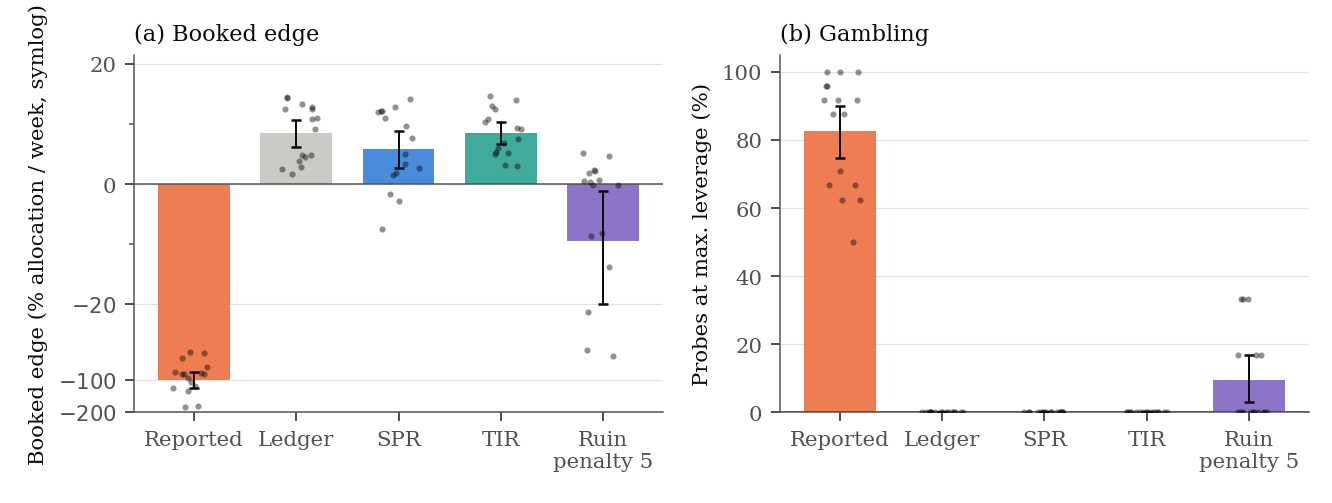 (a) Booked edge
Booked edge (% allocation / week, symlog)
20
0
−20
−100
−200
Reported
Ledger
SPR
TIR
Ruin
penalty 5
(b) Gambling
Probes at max. leverage (%)
100
80
60
40
20
0
Reported
Ledger
SPR
TIR
Ruin
penalty 5